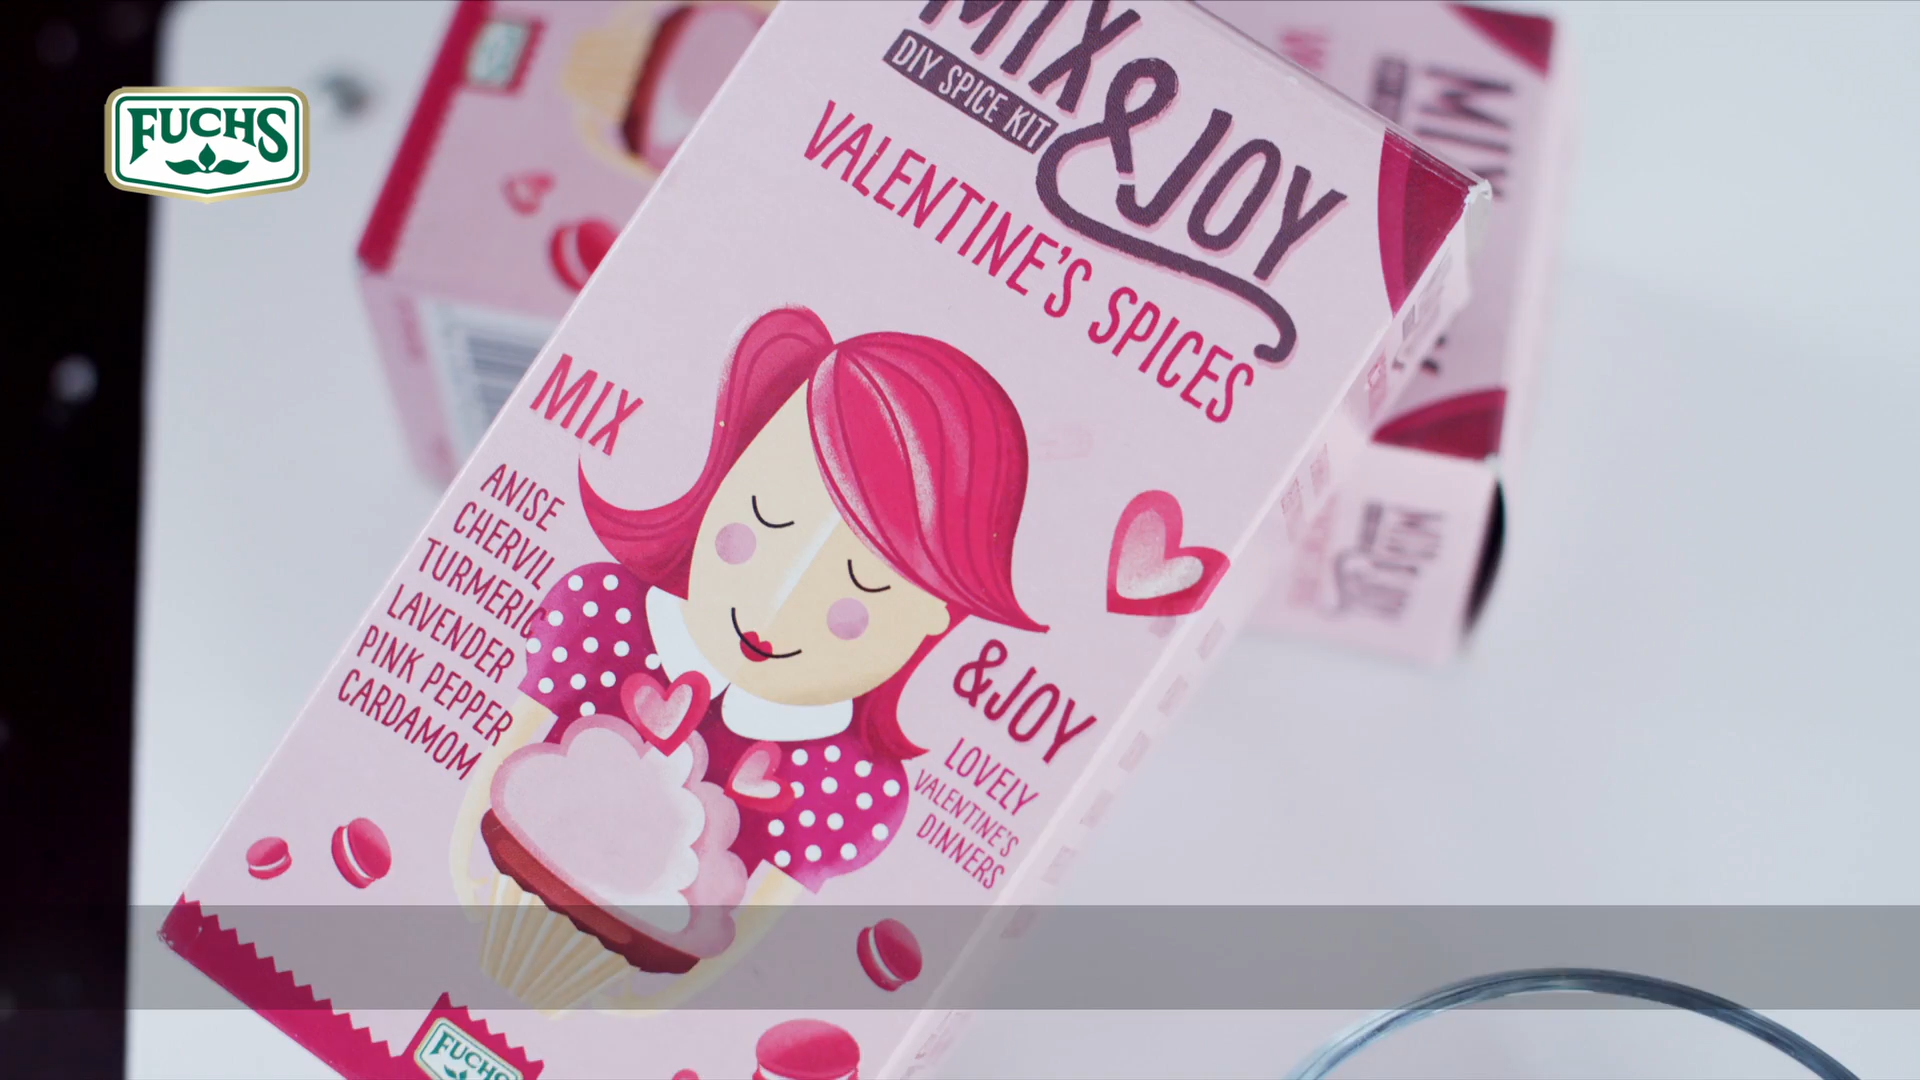 FUCHS
MIX
&JOY
DIY SPICE KIT
VALENTINE'S SPICES
MIX
ANISE
CHERVIL
TURMERIC
LAVENDER
PINK PEPPER
CARDAMOM
&JOY
LOVELY
VALENTINE'S
DINNERS
FUCHS
MIX